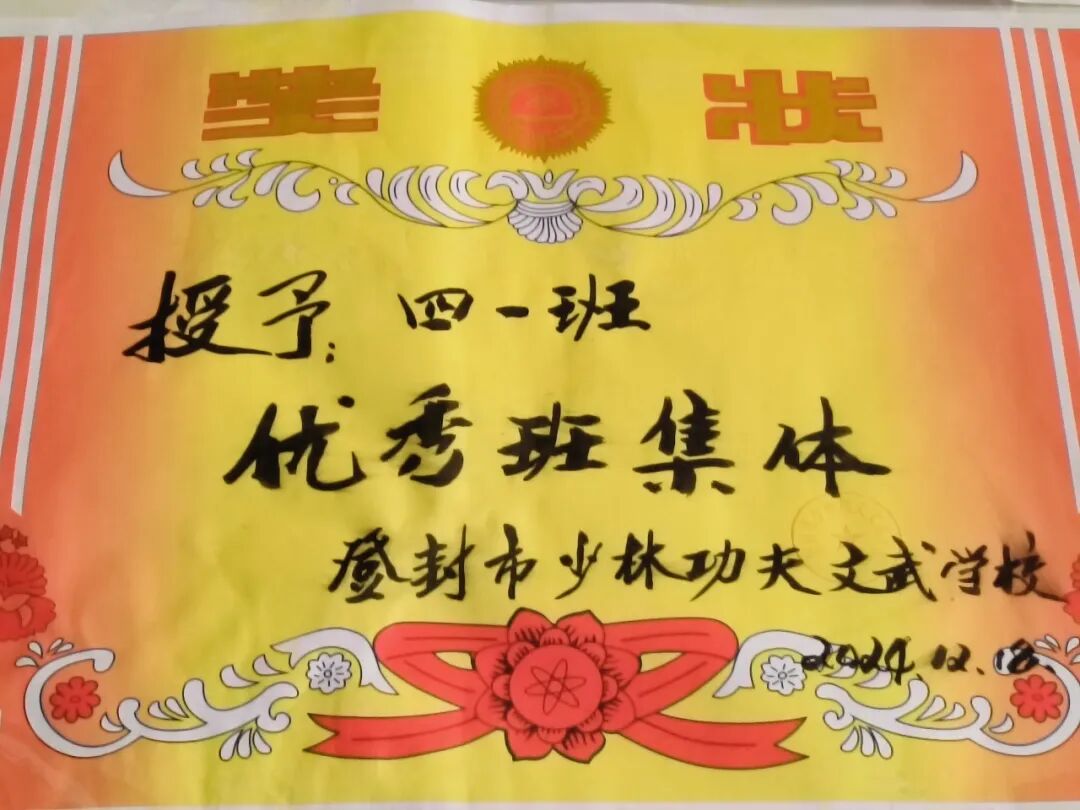 奖状
授予: 四一班
优秀班集体
登封市少林功夫文武学校
2024.12.18